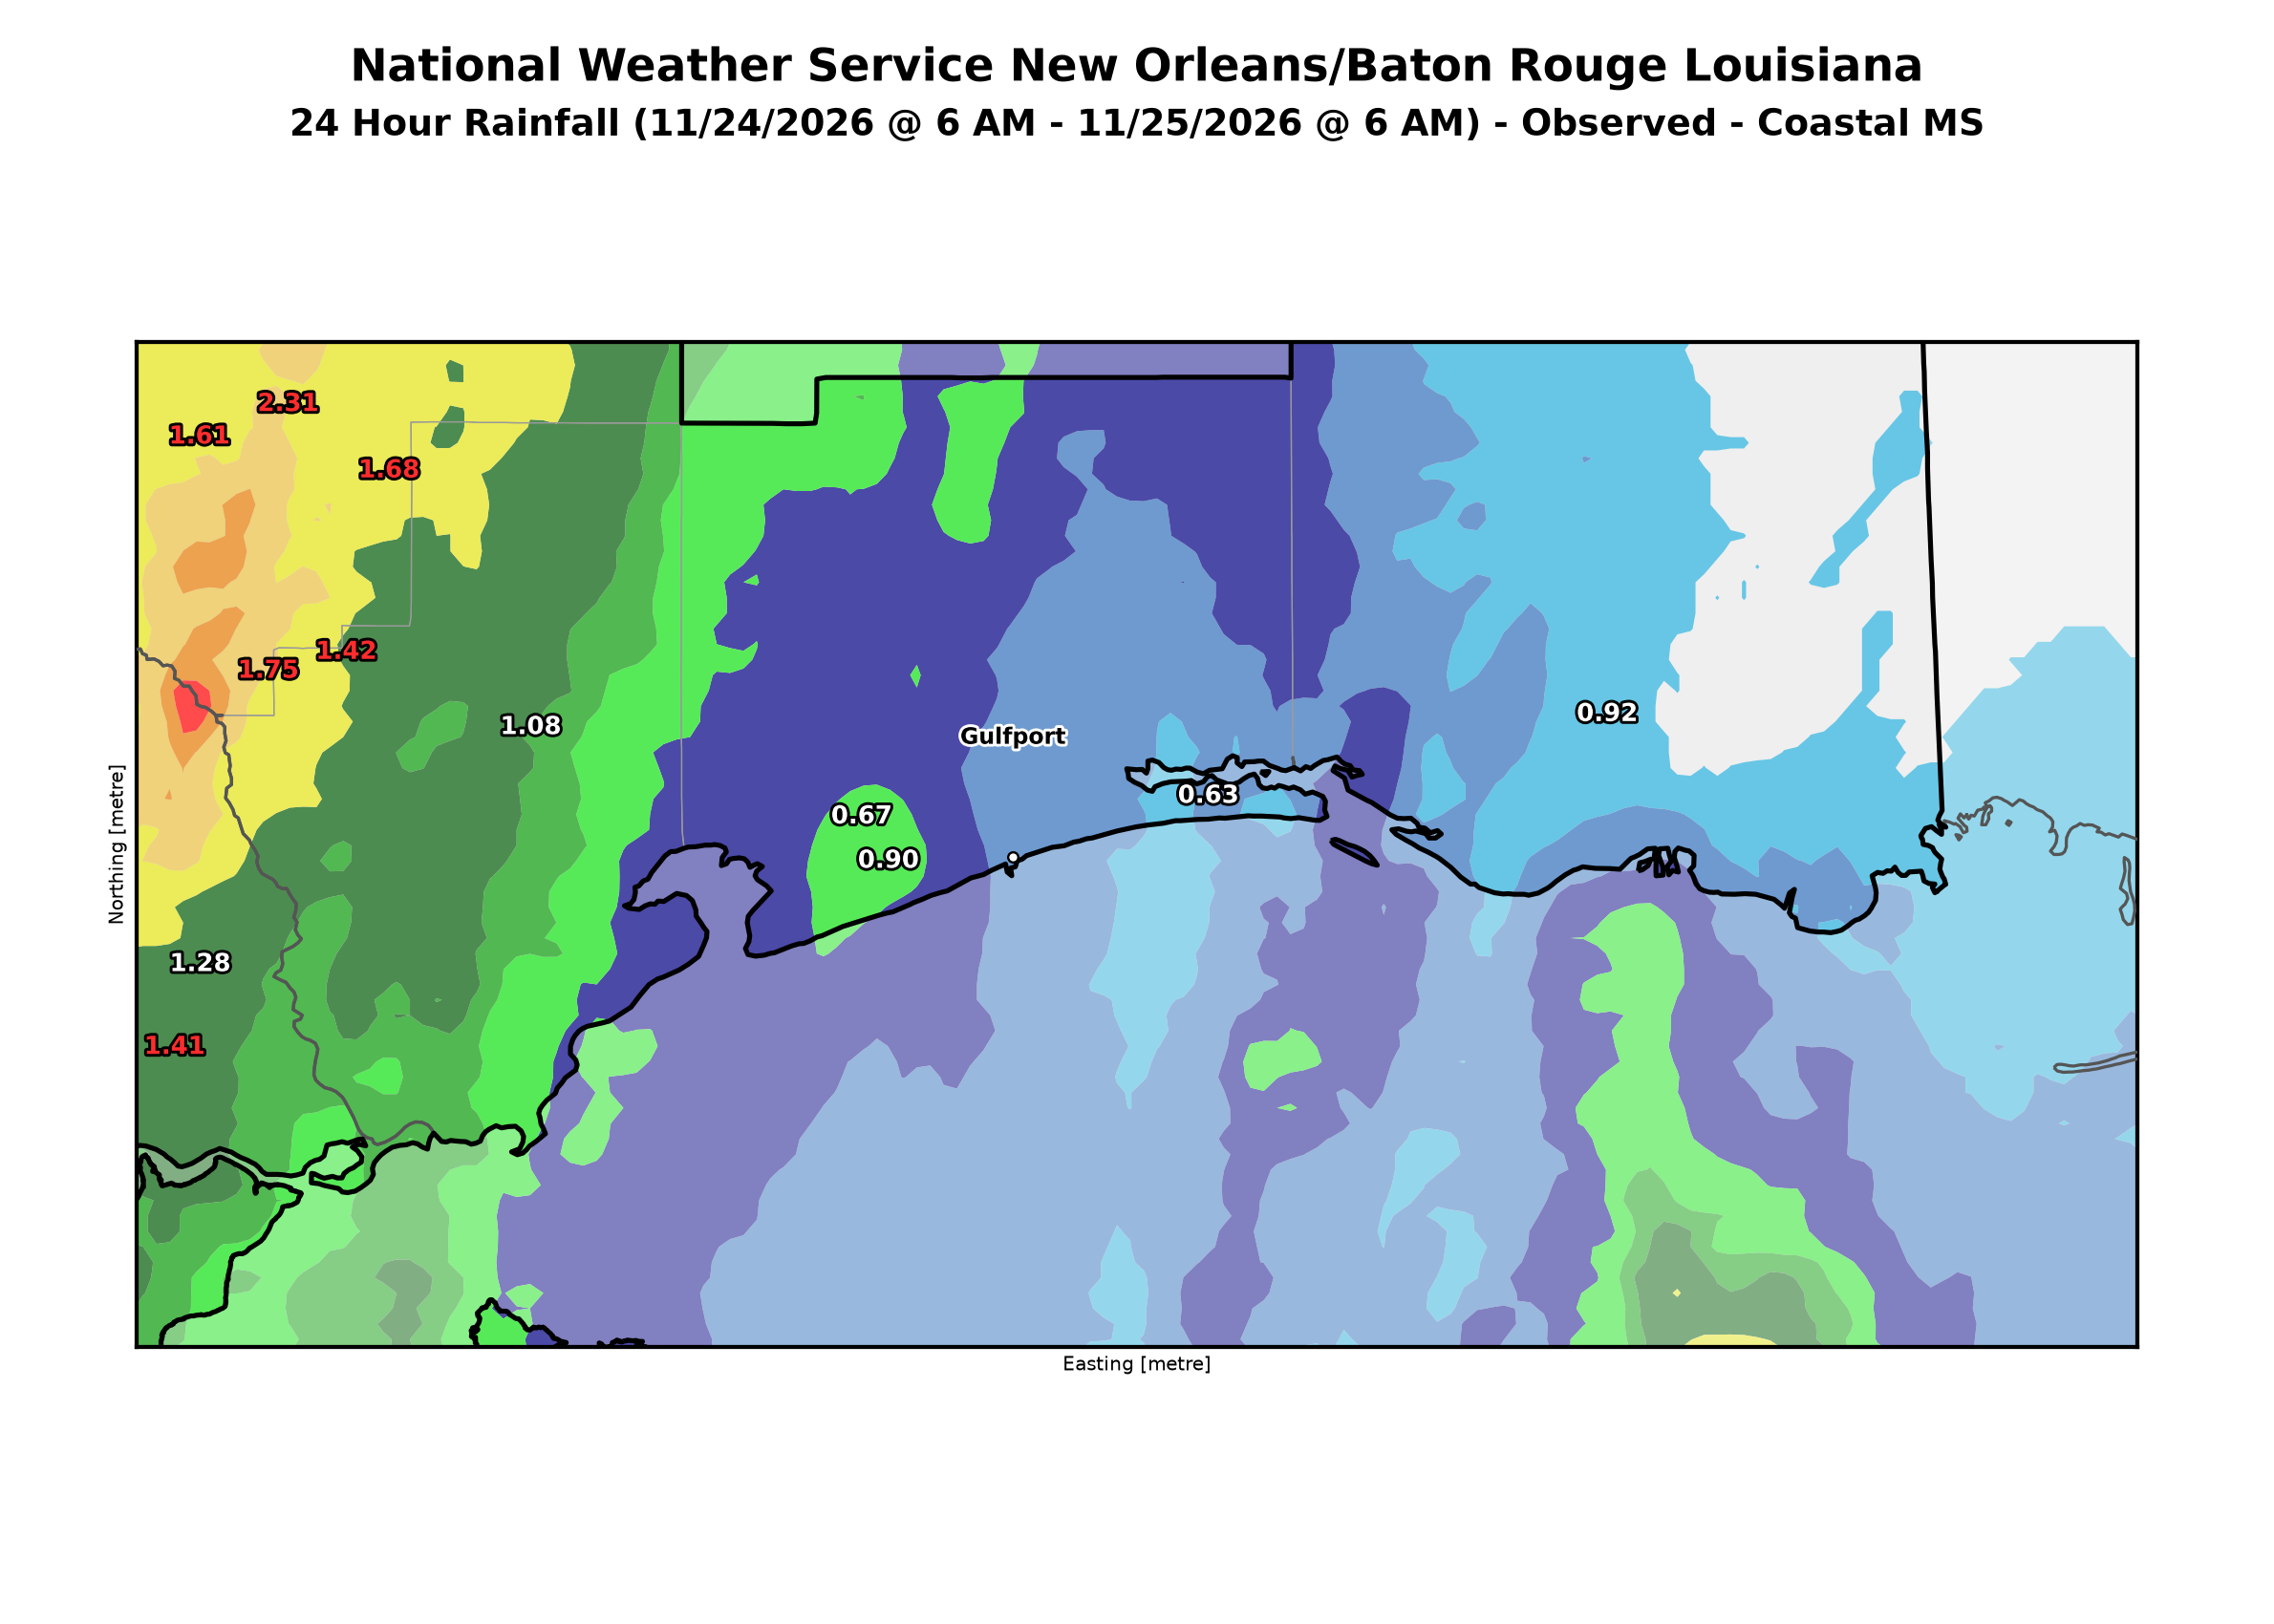 National Weather Service New Orleans/Baton Rouge Louisiana
24 Hour Rainfall (11/24/2026 @ 6 AM - 11/25/2026 @ 6 AM) - Observed - Coastal MS
2.31
1.61
1.68
1.42
1.75
1.08
0.92
Gulfport
0.63
0.67
0.90
1.28
1.41
Northing [metre]
Easting [metre]